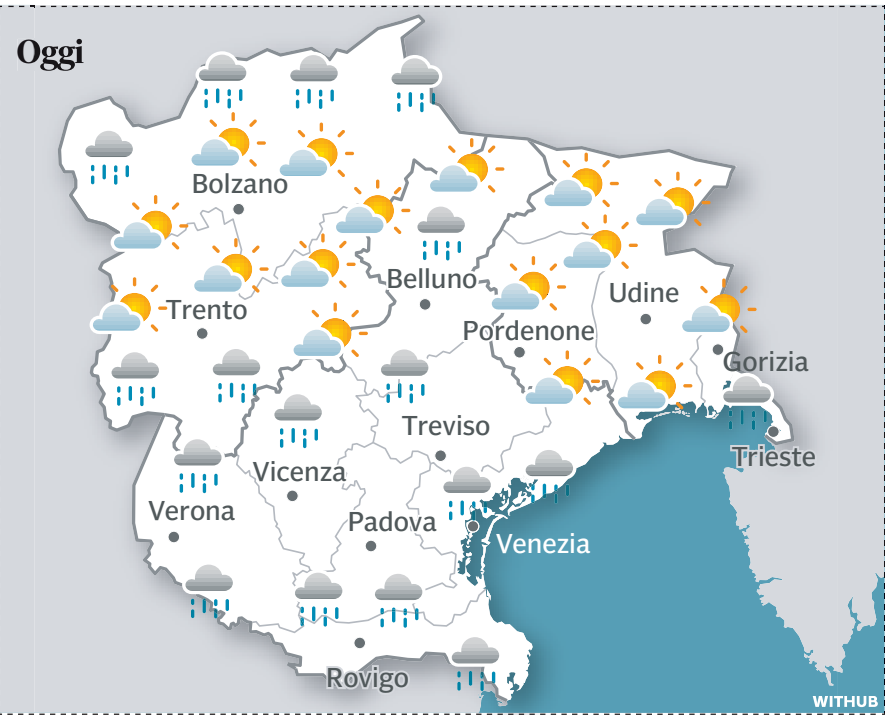 Oggi
Bolzano
Belluno
Trento
Udine
Pordenone
Gorizia
Treviso
Trieste
Vicenza
Verona
Padova
Venezia
Rovigo
WITHUB